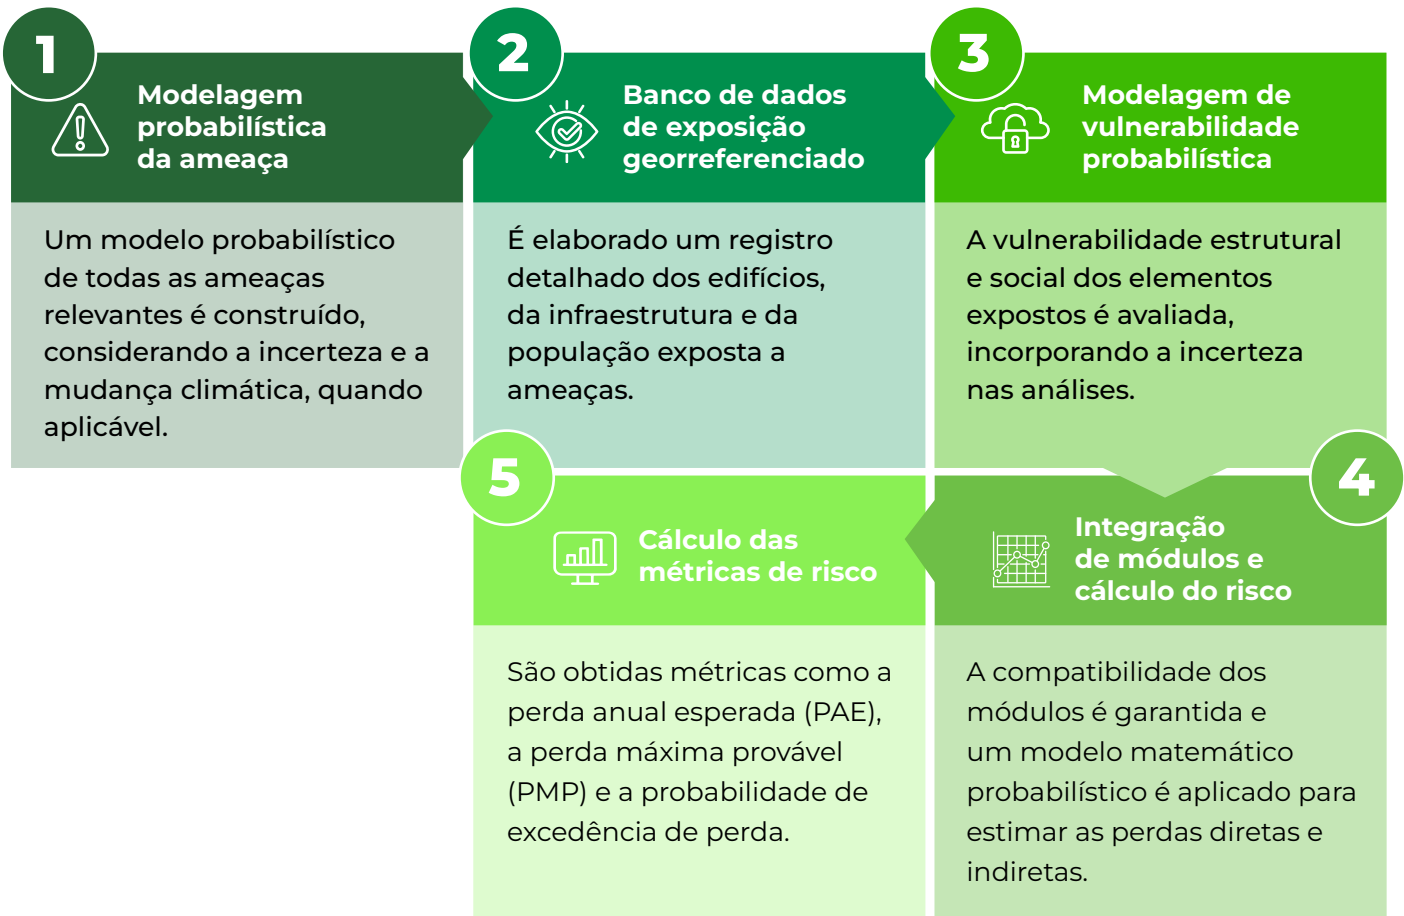 1
Modelagem
probabilística
da ameaça
Um modelo probabilístico
de todas as ameaças
relevantes é construído,
considerando a incerteza e a
mudança climática, quando
aplicável.
2
Banco de dados
de exposição
georreferenciado
É elaborado um registro
detalhado dos edifícios,
da infraestrutura e da
população exposta a
ameaças.
3
Modelagem de
vulnerabilidade
probabilística
A vulnerabilidade estrutural
e social dos elementos
expostos é avaliada,
incorporando a incerteza
nas análises.
4
Integração
de módulos e
cálculo do risco
A compatibilidade dos
módulos é garantida e
um modelo matemático
probabilístico é aplicado para
estimar as perdas diretas e
indiretas.
5
Cálculo das
métricas de risco
São obtidas métricas como a
perda anual esperada (PAE),
a perda máxima provável
(PMP) e a probabilidade de
excedência de perda.